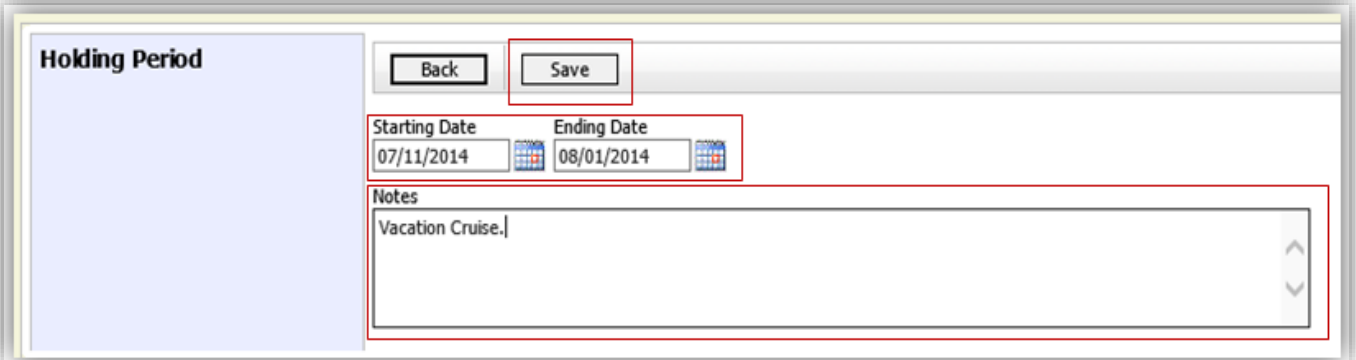 Holding Period
Back Save
Starting Date Ending Date
07/11/2014 08/01/2014
Notes
Vacation Cruise.